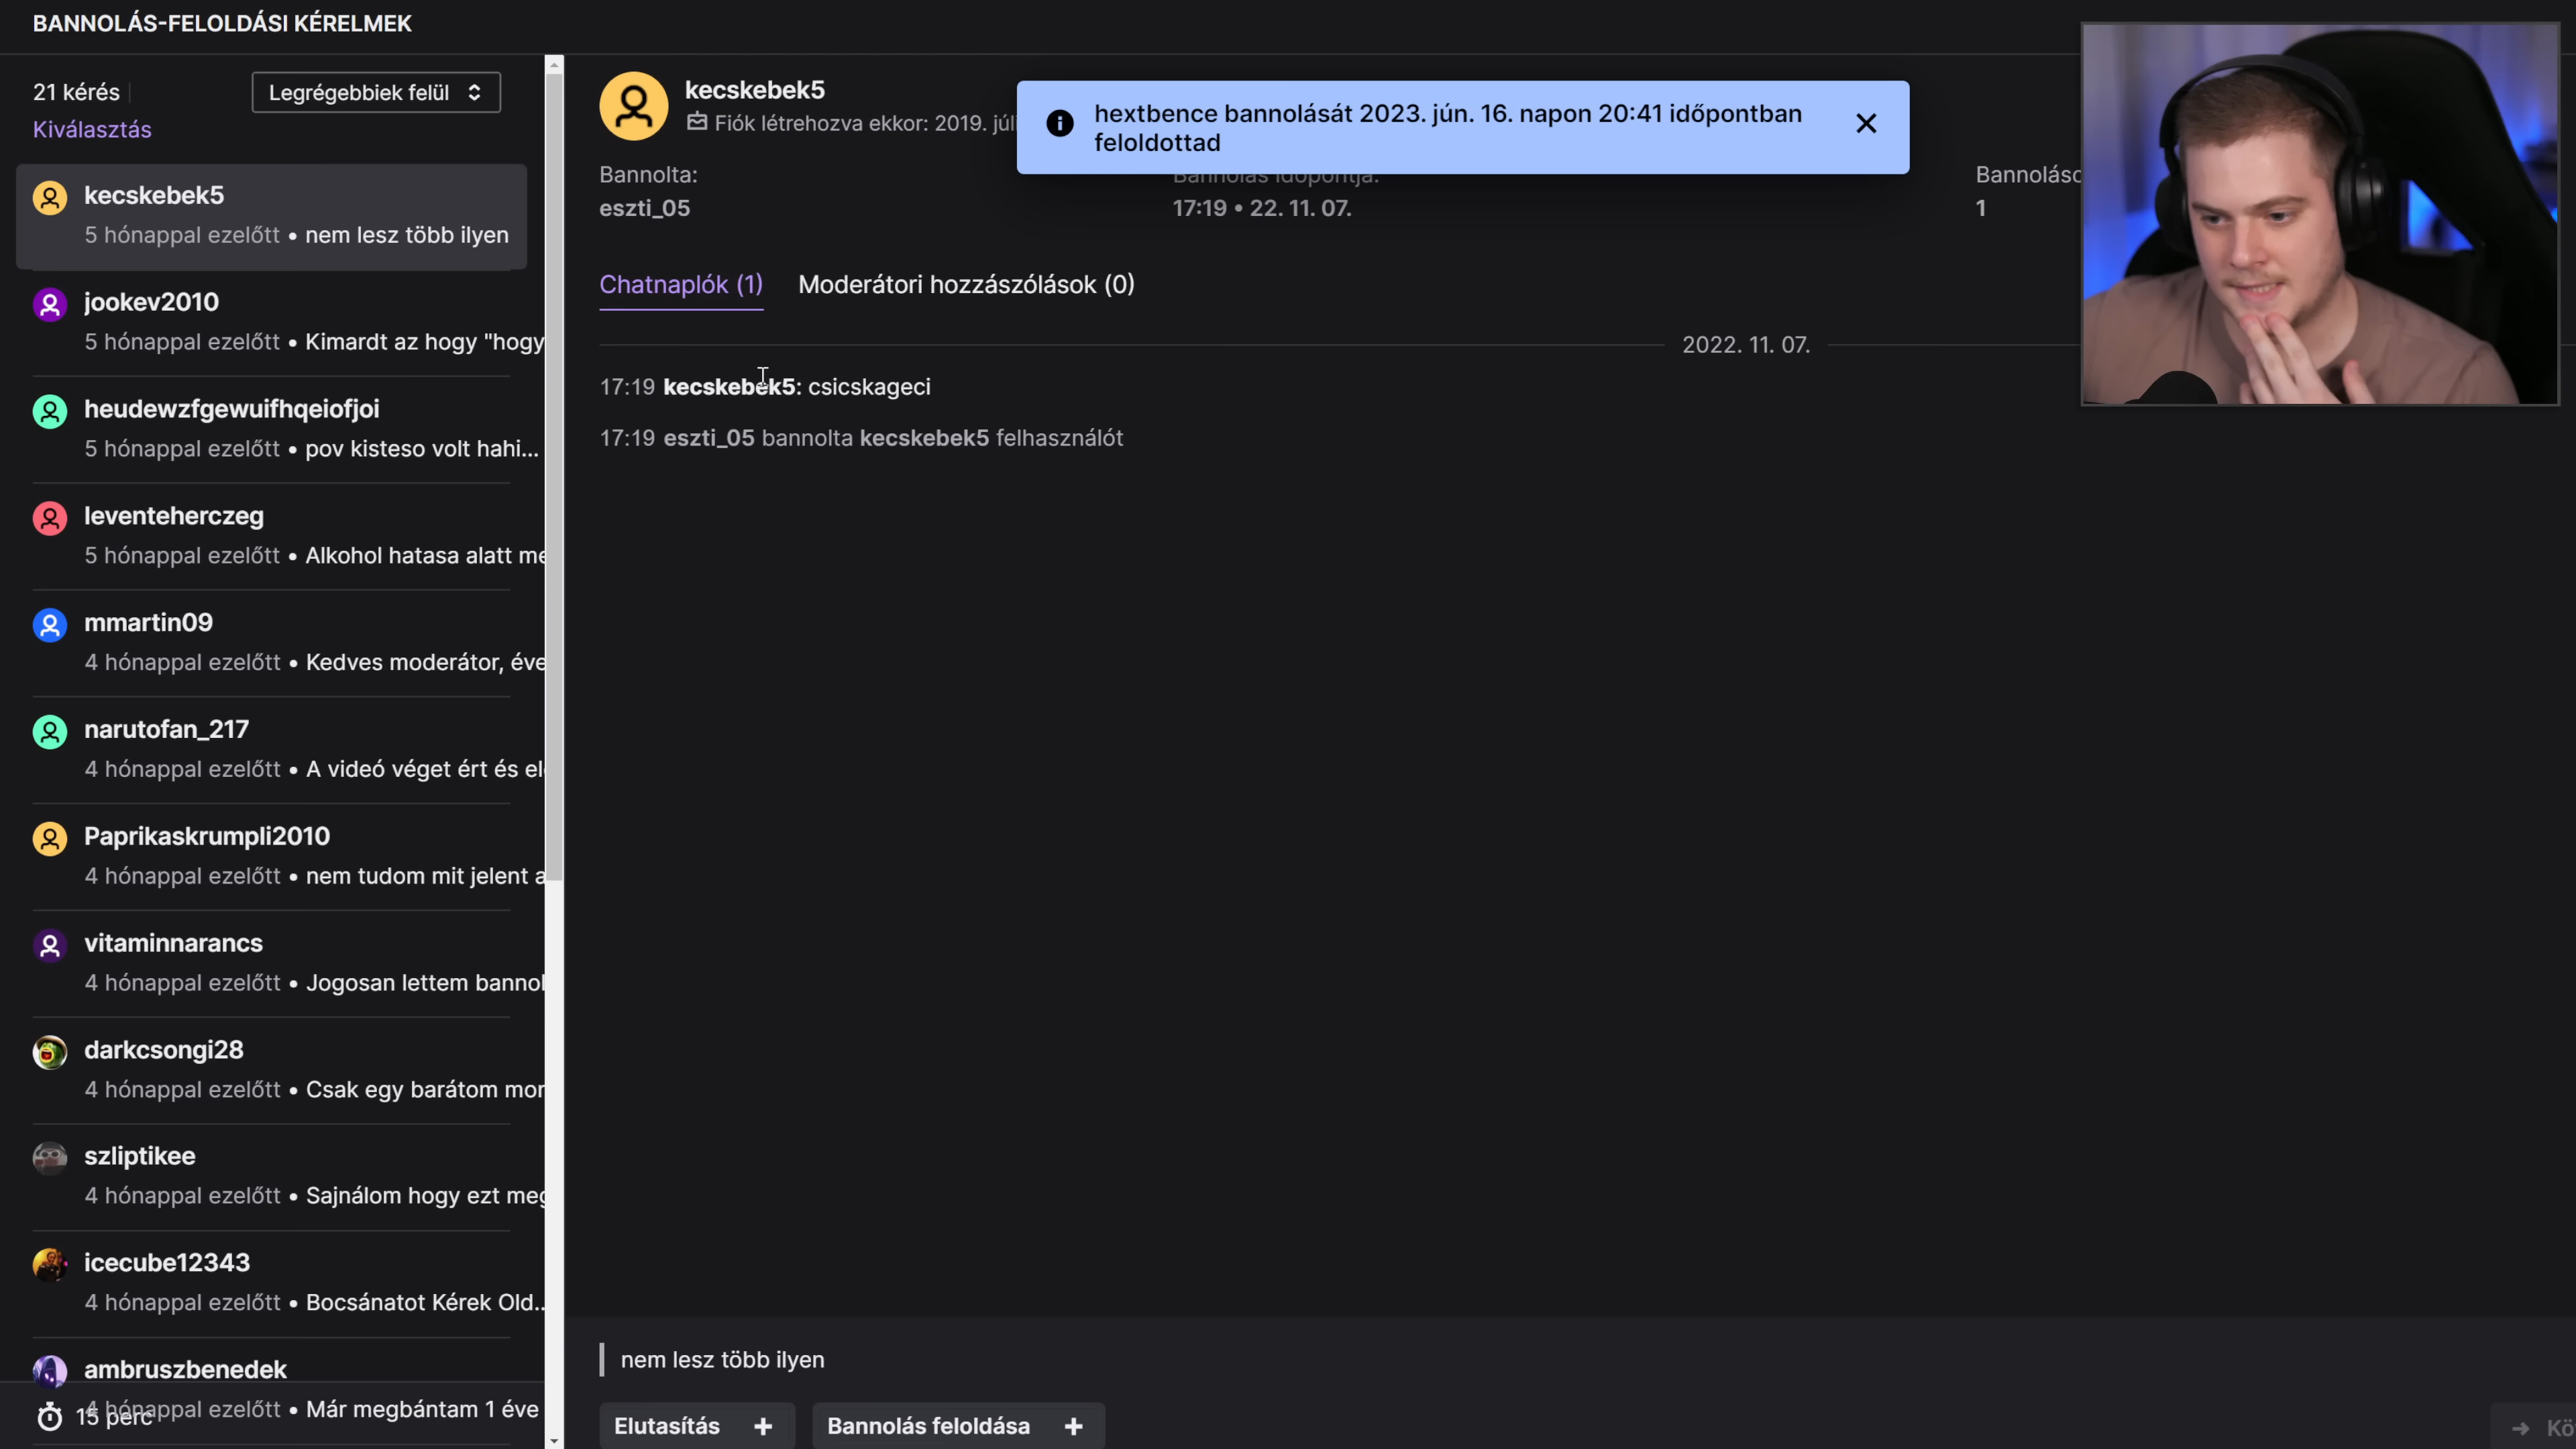 BANNOLÁS-FELOLDÁSI KÉRELMEK
21 kérés
Legrégebbiek felül
Kiválasztás
kecskebek5
5 hónappal ezelőtt • nem lesz több ilyen
jookev2010
5 hónappal ezelőtt • Kimardt az hogy "hogy
heudewzfgewuifhqeiofjoi
5 hónappal ezelőtt • pov kisteso volt hahi...
leventeherczeg
5 hónappal ezelőtt • Alkohol hatasa alatt me
mmartin09
4 hónappal ezelőtt • Kedves moderátor, éve
narutofan_217
4 hónappal ezelőtt • A videó véget ért és el
Paprikaskrumpli2010
4 hónappal ezelőtt • nem tudom mit jelent a
vitaminnarancs
4 hónappal ezelőtt • Jogosan lettem bannol
darkcsongi28
4 hónappal ezelőtt • Csak egy barátom mor
szliptikee
4 hónappal ezelőtt • Sajnálom hogy ezt meg
icecube12343
4 hónappal ezelőtt • Bocsánatot Kérek Old...
ambruszbenedek
4 hónappal ezelőtt • Már megbántam 1 éve
15 perc
kecskebek5
Fiók létrehozva ekkor: 2019. júli
hextbence bannolását 2023. jún. 16. napon 20:41 időpontban
feloldottad
Bannolta:
eszti_05
Bannolás időpontja:
17:19 • 22. 11. 07.
Bannolásc
1
Chatnaplók (1)
Moderátori hozzászólások (0)
2022. 11. 07.
17:19 kecskebek5: csicskageci
17:19 eszti_05 bannolta kecskebek5 felhasználót
nem lesz több ilyen
Elutasítás +
Bannolás feloldása +
→ Kö